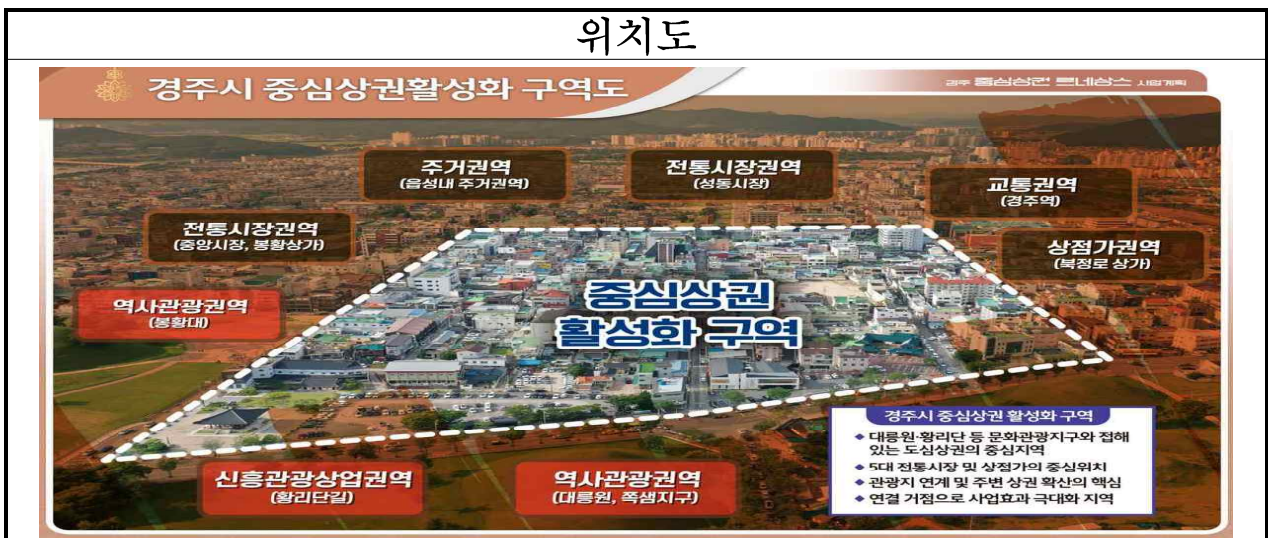 위치도
경주시 중심상권활성화 구역도
경주 중심상권 르네상스 사업계획
주거권역
(읍성내 주거권역)
전통시장권역
(성동시장)
교통권역
(경주역)
전통시장권역
(중앙시장, 봉황상가)
상점가권역
(북정로 상가)
역사관광권역
(봉황대)
중심상권
활성화 구역
신흥관광상업권역
(황리단길)
역사관광권역
(대릉원, 쪽샘지구)
경주시 중심상권 활성화 구역
◆ 대릉원·황리단 등 문화관광지구와 접해
있는 도심상권의 중심지역
◆ 5대 전통시장 및 상점가의 중심위치
◆ 관광지 연계 및 주변 상권 확산의 핵심
◆ 연결 거점으로 사업효과 극대화 지역